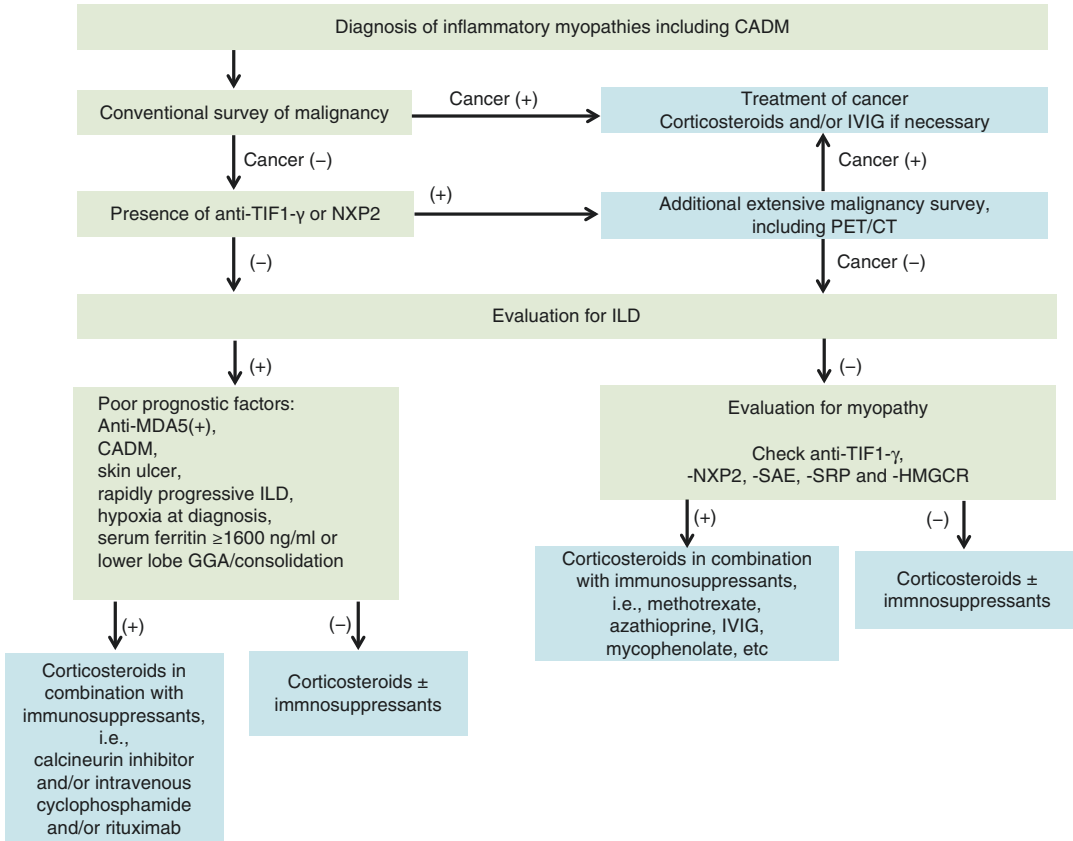 Diagnosis of inflammatory myopathies including CADM
Conventional survey of malignancy
Cancer (+)
Treatment of cancer
Corticosteroids and/or IVIG if necessary
Cancer (−)
Cancer (+)
Presence of anti-TIF1-γ or NXP2
(+)
Additional extensive malignancy survey,
including PET/CT
(−)
Cancer (−)
Evaluation for ILD
(+)
(−)
Poor prognostic factors:
Anti-MDA5(+),
CADM,
skin ulcer,
rapidly progressive ILD,
hypoxia at diagnosis,
serum ferritin ≥1600 ng/ml or
lower lobe GGA/consolidation
Evaluation for myopathy
Check anti-TIF1-γ,
-NXP2, -SAE, -SRP and -HMGCR
(+)
(−)
Corticosteroids in combination
with immunosuppressants,
i.e., methotrexate,
azathioprine, IVIG,
mycophenolate, etc
Corticosteroids ±
immnosuppressants
(+)
(−)
Corticosteroids in
combination with
immunosuppressants,
i.e.,
calcineurin inhibitor
and/or intravenous
cyclophosphamide
and/or rituximab
Corticosteroids ±
immnosuppressants